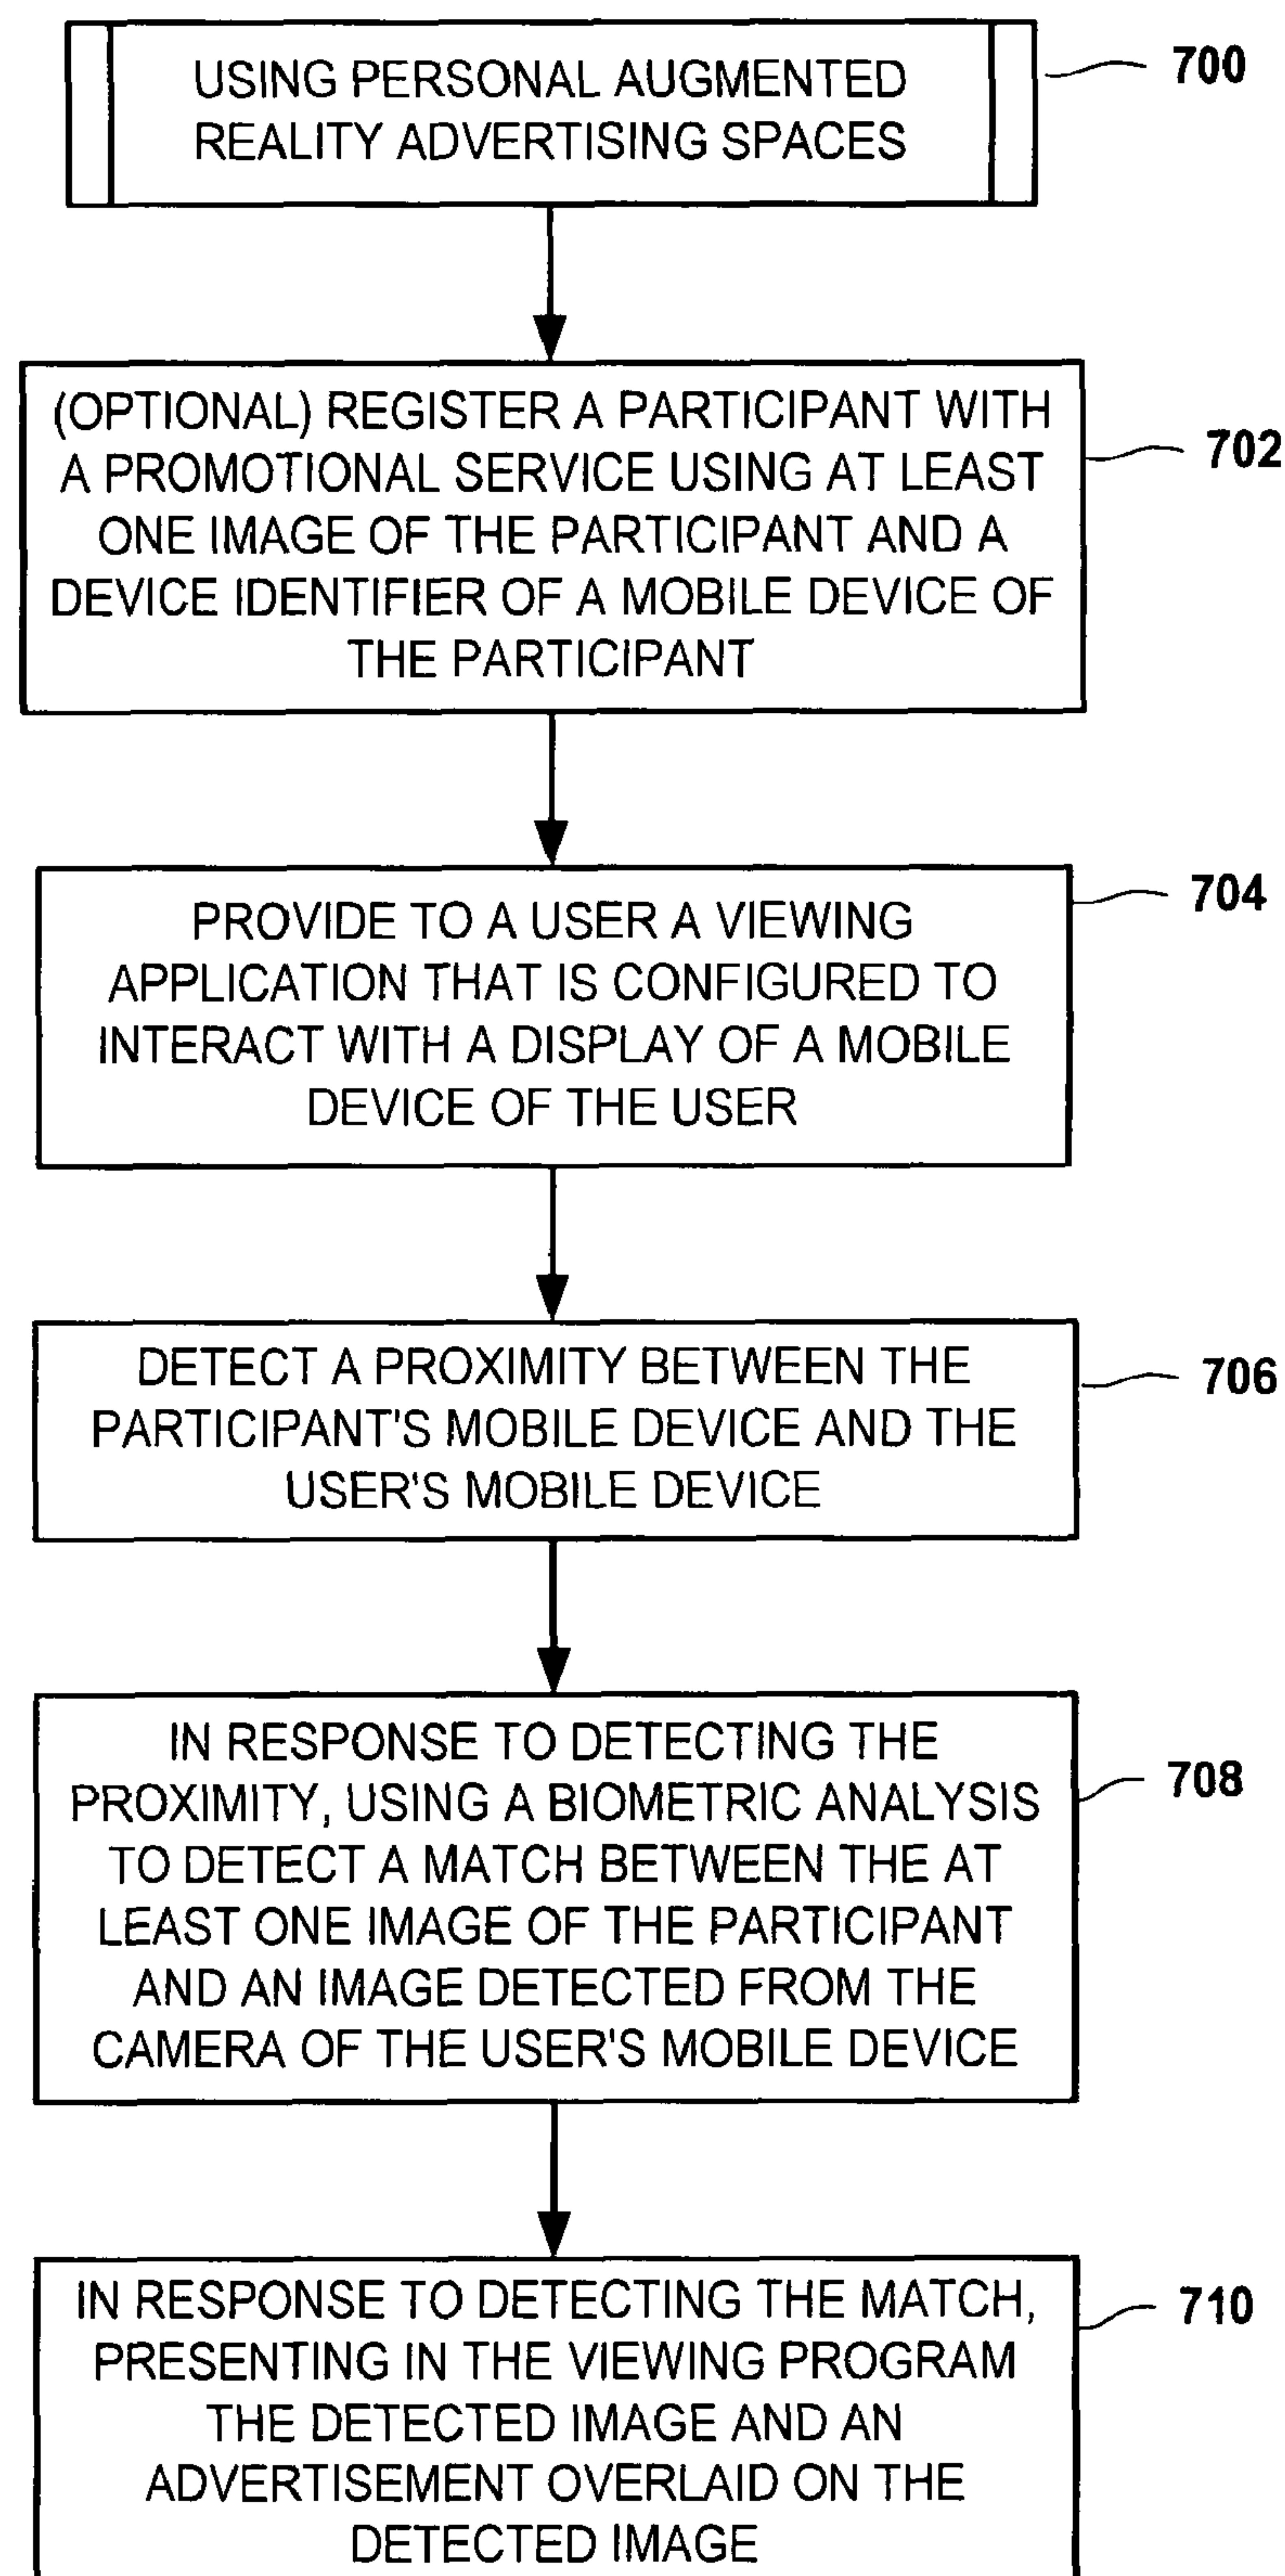 USING PERSONAL AUGMENTED
REALITY ADVERTISING SPACES
700
(OPTIONAL) REGISTER A PARTICIPANT WITH
A PROMOTIONAL SERVICE USING AT LEAST
ONE IMAGE OF THE PARTICIPANT AND A
DEVICE IDENTIFIER OF A MOBILE DEVICE OF
THE PARTICIPANT
702
PROVIDE TO A USER A VIEWING
APPLICATION THAT IS CONFIGURED TO
INTERACT WITH A DISPLAY OF A MOBILE
DEVICE OF THE USER
704
DETECT A PROXIMITY BETWEEN THE
PARTICIPANT'S MOBILE DEVICE AND THE
USER'S MOBILE DEVICE
706
IN RESPONSE TO DETECTING THE
PROXIMITY, USING A BIOMETRIC ANALYSIS
TO DETECT A MATCH BETWEEN THE AT
LEAST ONE IMAGE OF THE PARTICIPANT
AND AN IMAGE DETECTED FROM THE
CAMERA OF THE USER'S MOBILE DEVICE
708
IN RESPONSE TO DETECTING THE MATCH,
PRESENTING IN THE VIEWING PROGRAM
THE DETECTED IMAGE AND AN
ADVERTISEMENT OVERLAID ON THE
DETECTED IMAGE
710